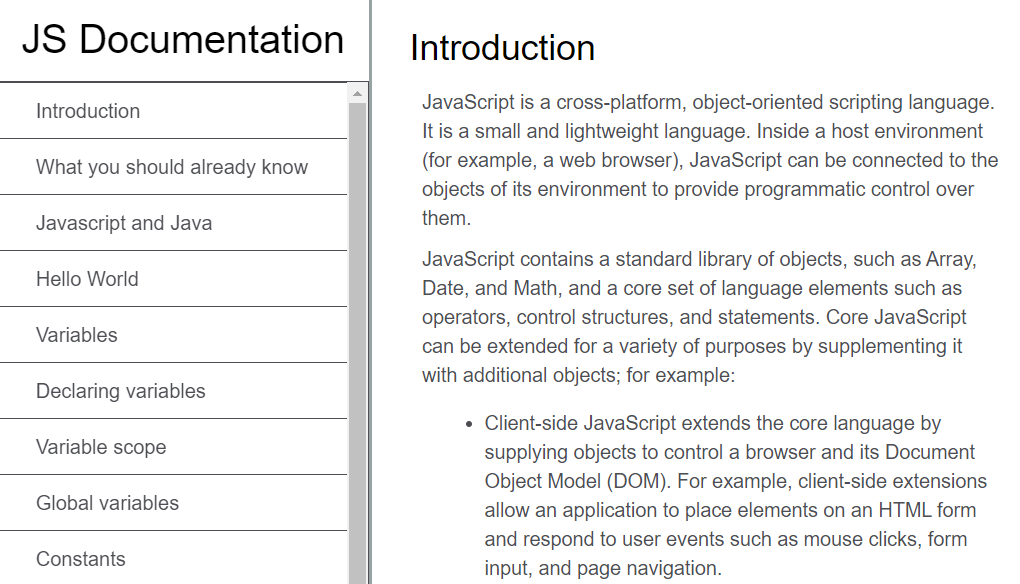 JS Documentation
Introduction
What you should already know
Javascript and Java
Hello World
Variables
Declaring variables
Variable scope
Global variables
Constants
Introduction
JavaScript is a cross-platform, object-oriented scripting language.
It is a small and lightweight language. Inside a host environment
(for example, a web browser), JavaScript can be connected to the
objects of its environment to provide programmatic control over
them.
JavaScript contains a standard library of objects, such as Array,
Date, and Math, and a core set of language elements such as
operators, control structures, and statements. Core JavaScript
can be extended for a variety of purposes by supplementing it
with additional objects; for example:
• Client-side JavaScript extends the core language by
supplying objects to control a browser and its Document
Object Model (DOM). For example, client-side extensions
allow an application to place elements on an HTML form
and respond to user events such as mouse clicks, form
input, and page navigation.